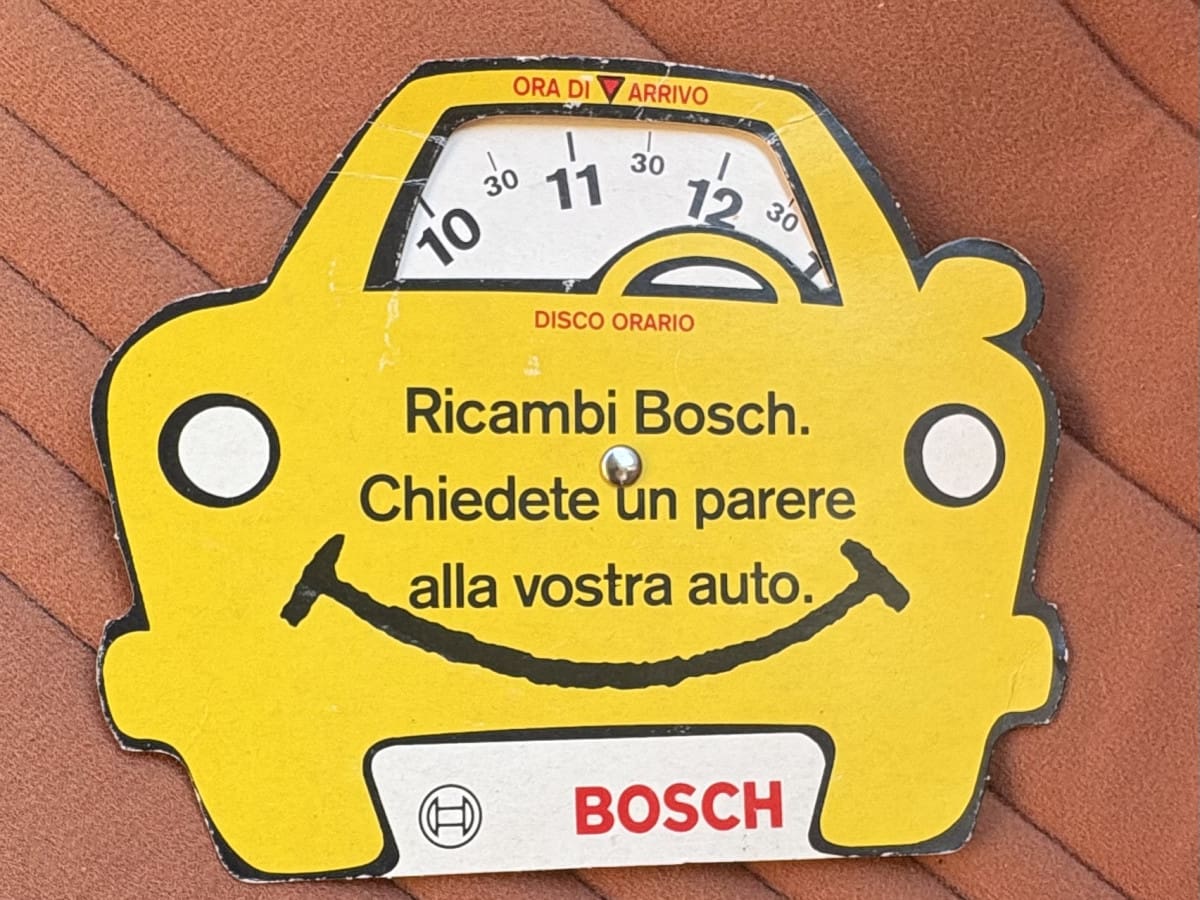 ORA DI ARRIVO
10 30 11 30 12 30 1
DISCO ORARIO
Ricambi Bosch.
Chiedete un parere
alla vostra auto.
BOSCH